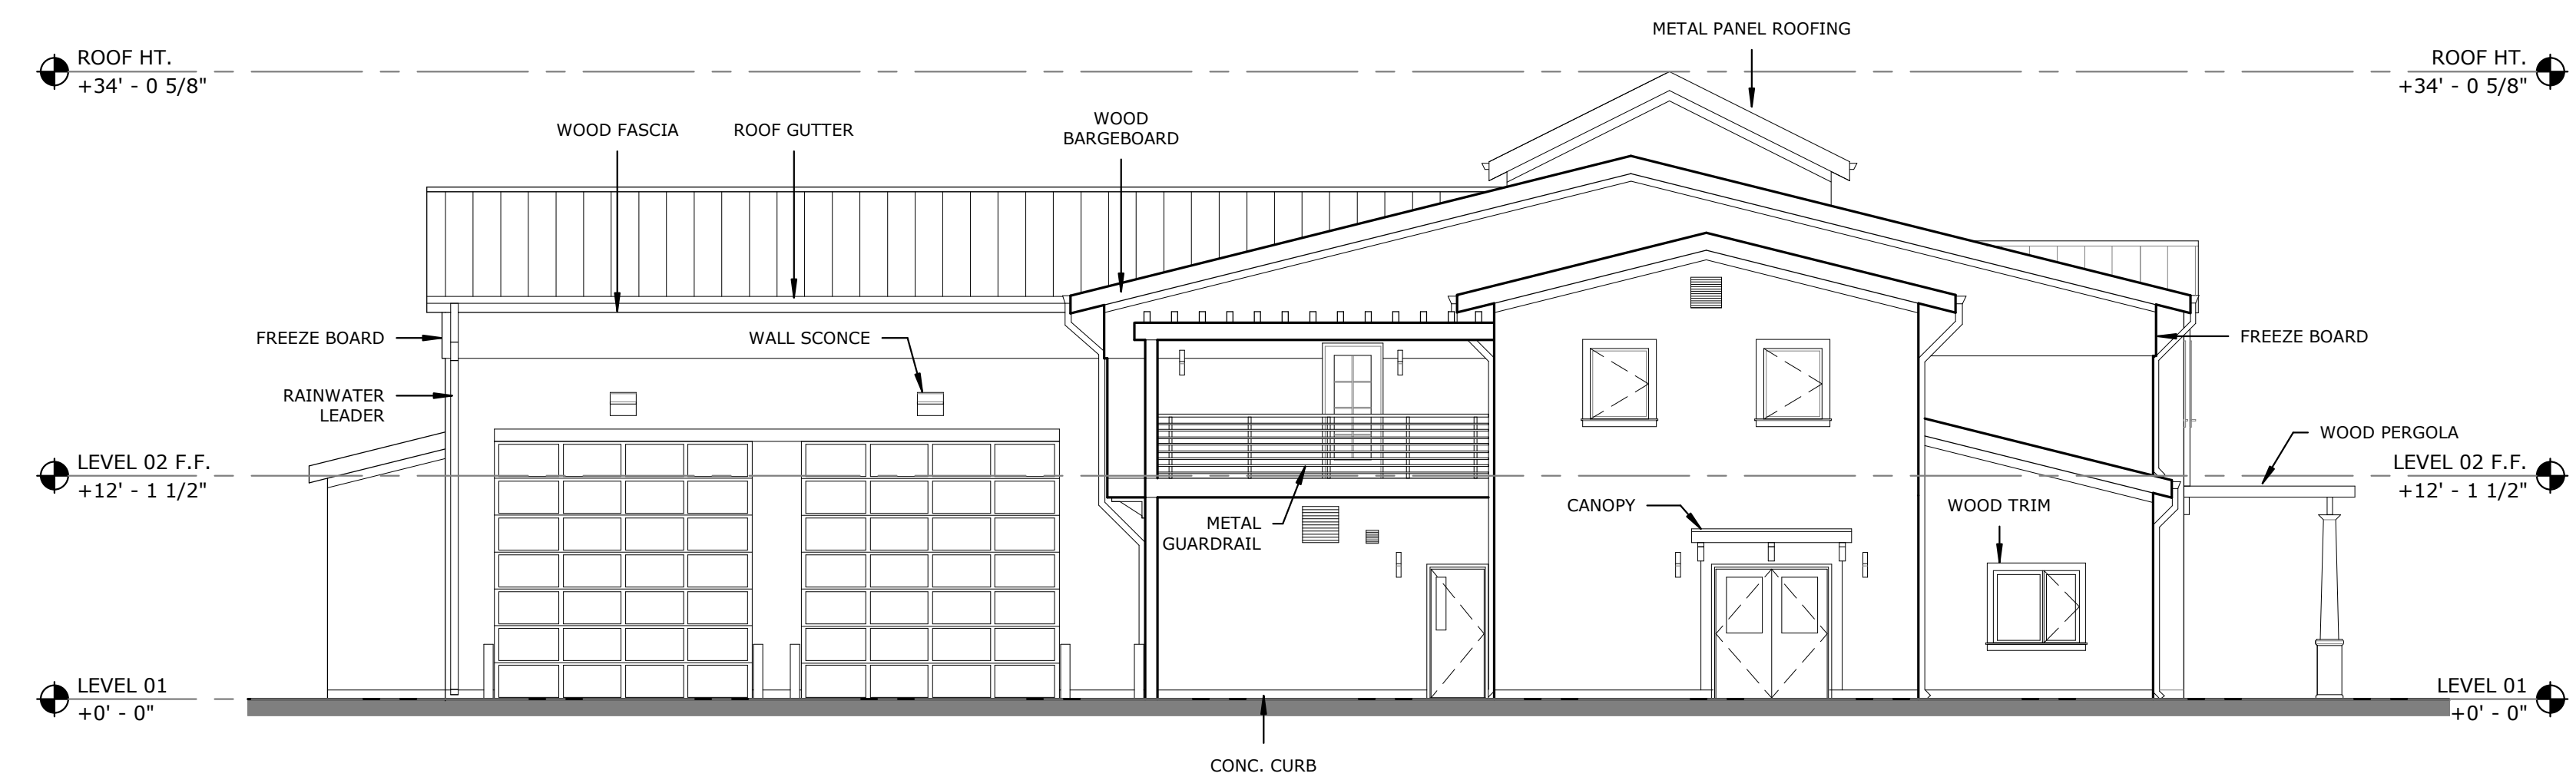 METAL PANEL ROOFING
ROOF HT.
+34' - 0 5/8"
ROOF HT.
+34' - 0 5/8"
WOOD FASCIA
ROOF GUTTER
WOOD
BARGEBOARD
FREEZE BOARD
WALL SCONCE
FREEZE BOARD
RAINWATER
LEADER
WOOD PERGOLA
LEVEL 02 F.F.
+12' - 1 1/2"
LEVEL 02 F.F.
+12' - 1 1/2"
METAL
GUARDRAIL
CANOPY
WOOD TRIM
LEVEL 01
+0' - 0"
LEVEL 01
+0' - 0"
CONC. CURB